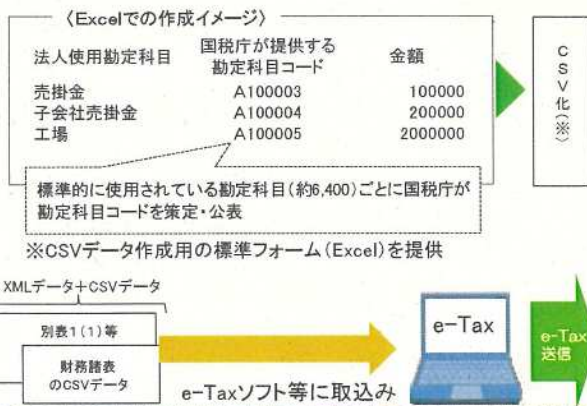 〈Excelでの作成イメージ〉
法人使用勘定科目 国税庁が提供する勘定科目コード 金額
売掛金 A100003 100000
子会社売掛金 A100004 200000
工場 A100005 2000000
標準的に使用されている勘定科目(約6,400)ごとに国税庁が
勘定科目コードを策定・公表
CSV化(※)
※CSVデータ作成用の標準フォーム(Excel)を提供
XMLデータ+CSVデータ
別表1(1)等
財務諸表
のCSVデータ
e-Taxソフト等に取込み
e-Tax
e-Tax
送信